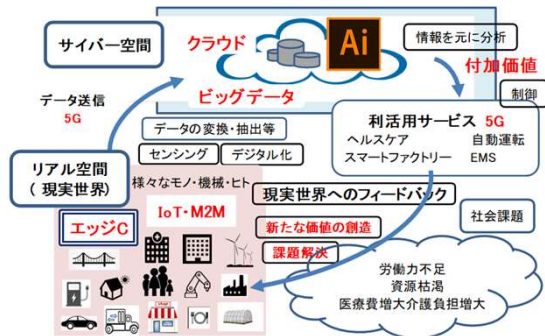 サイバー空間
クラウド
Ai
情報を元に分析
付加価値
ビッグデータ
制御
データ送信
5G
データの変換・抽出等
利活用サービス 5G
ヘルスケア 自動運転
スマートファクトリー EMS
センシング
デジタル化
リアル空間
( 現実世界)
様々なモノ・機械・ヒト
現実世界へのフィードバック
エッジC
IoT・M2M
新たな価値の創造
社会課題
課題解決
労働力不足
資源枯渇
医療費増大介護負担増大